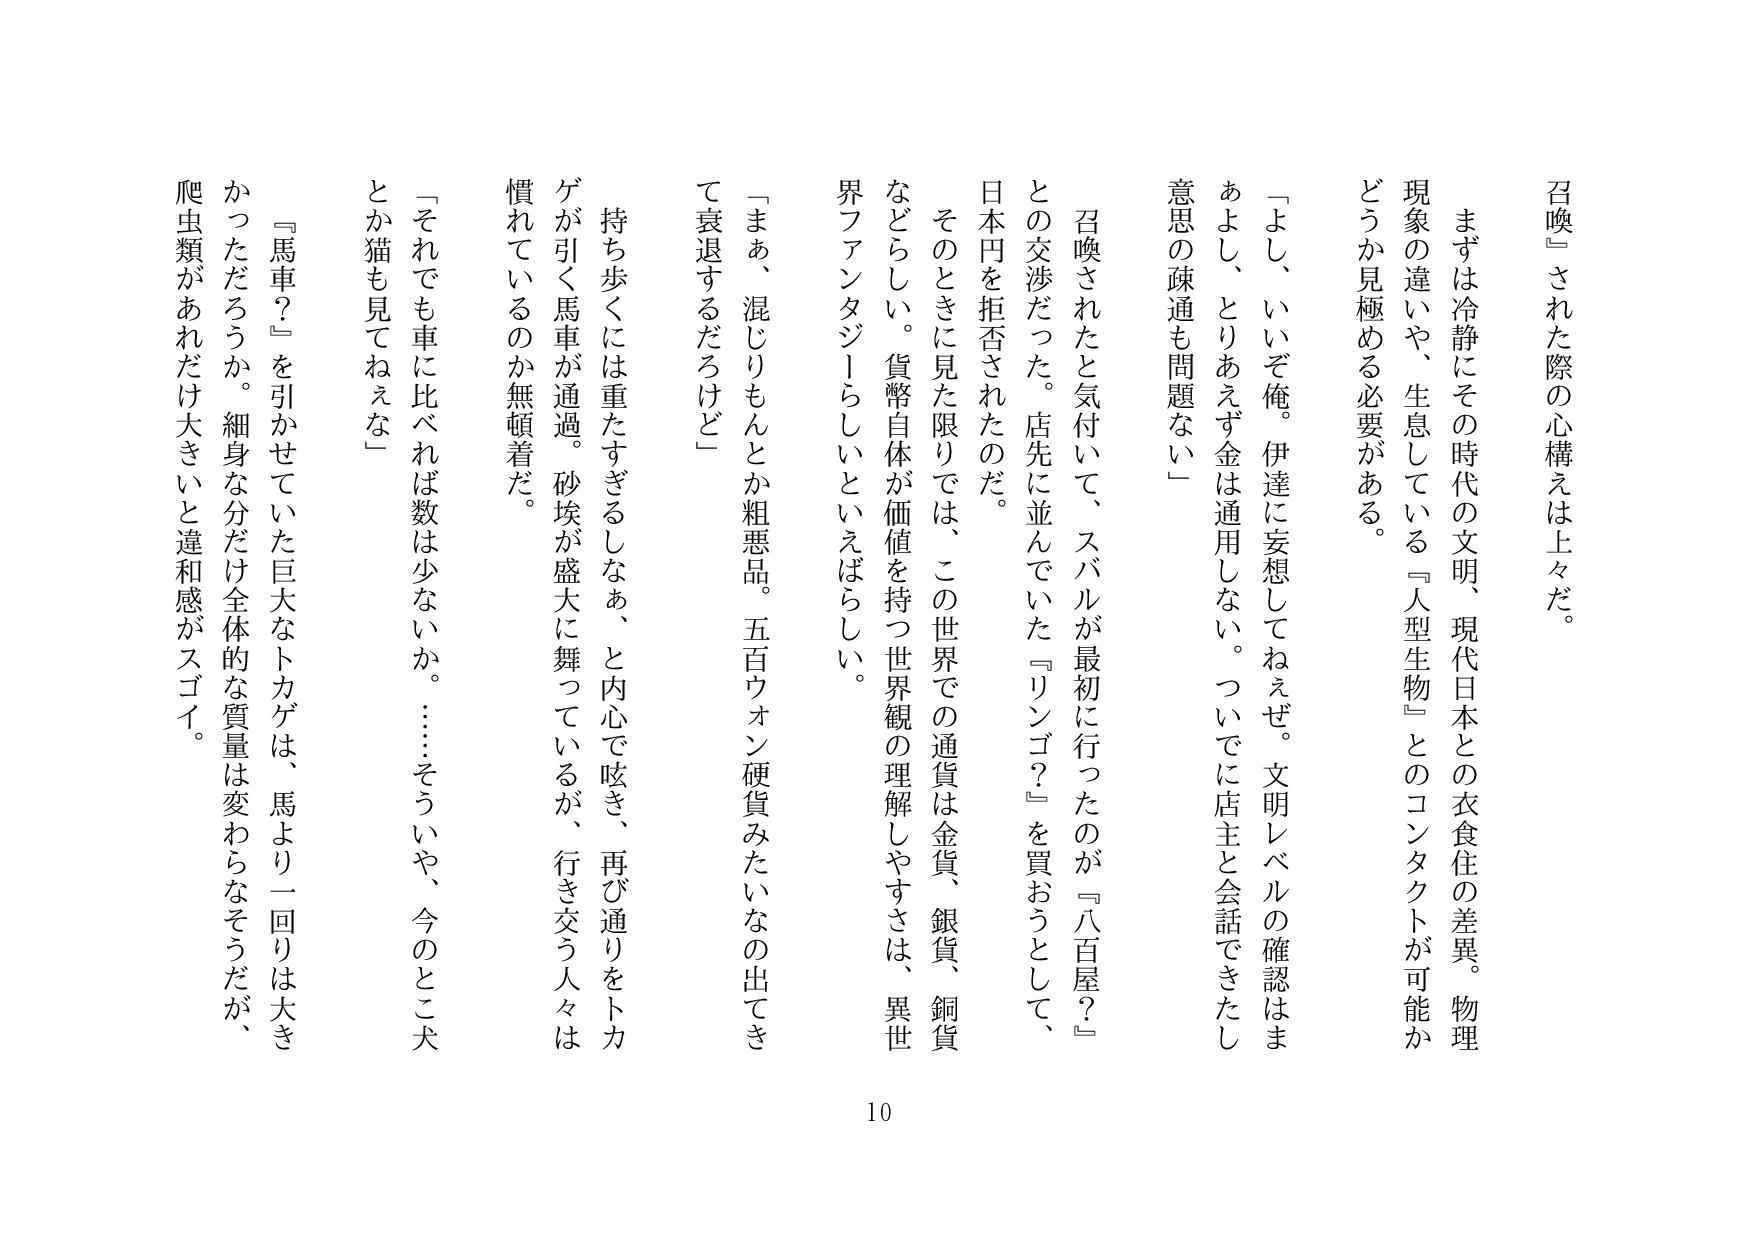 召喚』された際の心構えは上々だ。
まずは冷静にその時代の文明、現代日本との衣食住の差異。物理
現象の違いや、生息している『人型生物』とのコンタクトが可能か
どうか見極める必要がある。
「よし、いいぞ俺。伊達に妄想してねぇぜ。文明レベルの確認はま
ぁよし、とりあえず金は通用しない。ついでに店主と会話できたし
意思の疎通も問題ない」
召喚されたと気付いて、スバルが最初に行ったのが『八百屋？』
との交渉だった。店先に並んでいた『リンゴ？』を買おうとして、
日本円を拒否されたのだ。
そのときに見た限りでは、この世界での通貨は金貨、銀貨、銅貨
などらしい。貨幣自体が価値を持つ世界観の理解しやすさは、異世
界ファンタジーらしいといえばらしい。
「まぁ、混じりもんとか粗悪品。五百ウォン硬貨みたいなの出てき
て衰退するだろけど」
持ち歩くには重たすぎるしなぁ、と内心で呟き、再び通りをトカ
ゲが引く馬車が通過。砂埃が盛大に舞っているが、行き交う人々は
慣れているのか無頓着だ。
「それでも車に比べれば数は少ないか。……そういや、今のとこ犬
とか猫も見てねぇな」
『馬車？』を引かせていた巨大なトカゲは、馬より一回りは大き
かっただろうか。細身な分だけ全体的な質量は変わらなそうだが、
爬虫類があれだけ大きいと違和感がスゴイ。
10